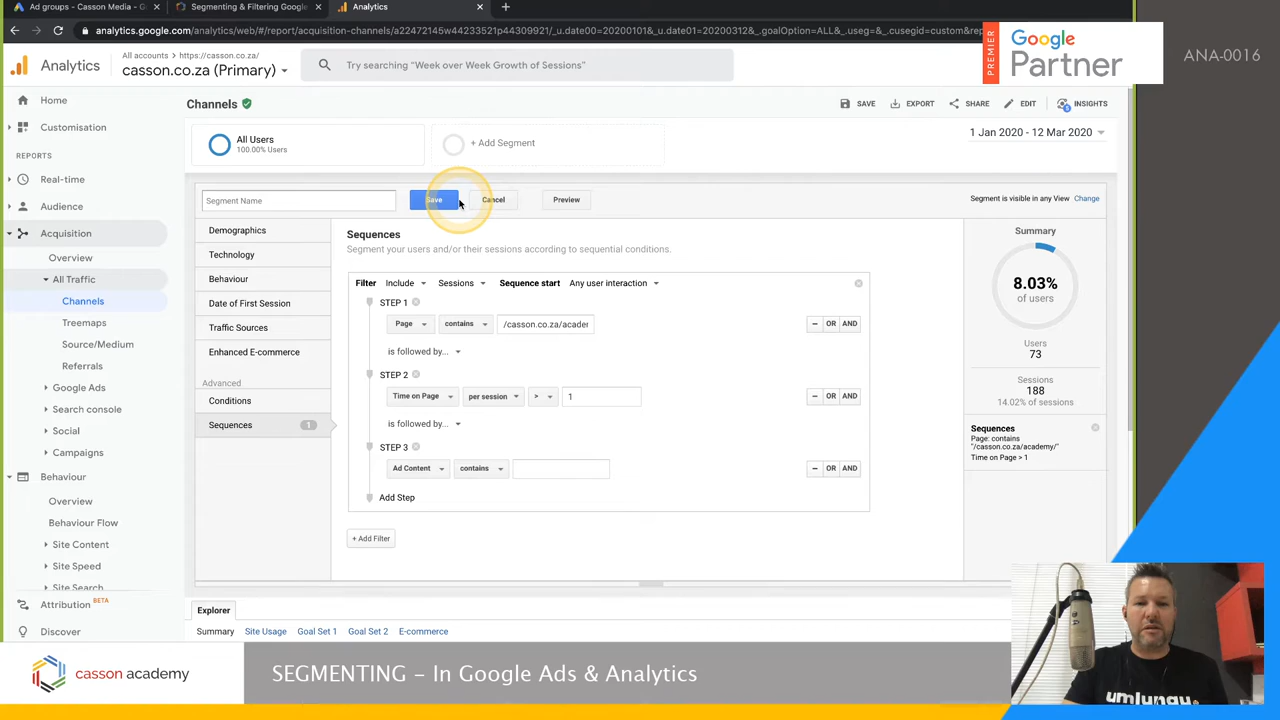 Ad groups - Casson Media - Go
Segmenting & Filtering Google
Analytics
analytics.google.com/analytics/web/#/report/acquisition-channels/a22472145w44233521p44309921/_u.date00=20200101&_u.date01=20200312&_.goalOption=ALL&_.useg=&_.cusegid=custom&rep
PREMIER
Google
Partner
ANA-0016
Analytics
All accounts > https://casson.co.za/
casson.co.za (Primary)
Try searching "Week over Week Growth of Sessions"
Home
Customisation
REPORTS
Real-time
Audience
Acquisition
Overview
All Traffic
Channels
Treemaps
Source/Medium
Referrals
Google Ads
Search console
Social
Campaigns
Behaviour
Overview
Behaviour Flow
Site Content
Site Speed
Site Search
Attribution BETA
Discover
Channels
SAVE
EXPORT
SHARE
EDIT
INSIGHTS
All Users
100.00% Users
+ Add Segment
1 Jan 2020 - 12 Mar 2020
Segment Name
Save
Cancel
Preview
Segment is visible in any View Change
Demographics
Technology
Behaviour
Date of First Session
Traffic Sources
Enhanced E-commerce
Advanced
Conditions
Sequences 1
Sequences
Segment your users and/or their sessions according to sequential conditions.
Filter Include Sessions Sequence start Any user interaction
STEP 1
Page contains /casson.co.za/acade
− OR AND
is followed by...
STEP 2
Time on Page per session > 1
− OR AND
is followed by...
STEP 3
Ad Content contains
− OR AND
Add Step
+ Add Filter
Summary
8.03%
of users
Users
73
Sessions
188
14.02% of sessions
Sequences
Page: contains
"/casson.co.za/academy/"
Time on Page > 1
Explorer
Summary Site Usage Goal Set 1 Goal Set 2 E-commerce
casson academy
SEGMENTING – In Google Ads & Analytics
umlungu.